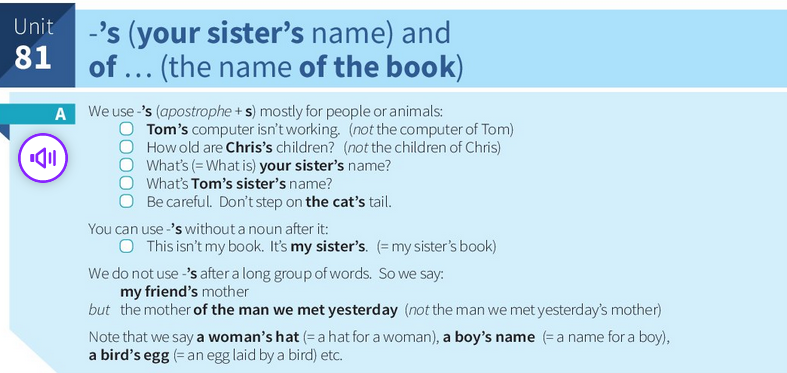 Unit
81
-’s (your sister’s name) and
of … (the name of the book)
A
We use -’s (apostrophe + s) mostly for people or animals:
Tom’s computer isn’t working. (not the computer of Tom)
How old are Chris’s children? (not the children of Chris)
What’s (= What is) your sister’s name?
What’s Tom’s sister’s name?
Be careful. Don’t step on the cat’s tail.
You can use -’s without a noun after it:
This isn’t my book. It’s my sister’s. (= my sister’s book)
We do not use -’s after a long group of words. So we say:
my friend’s mother
but the mother of the man we met yesterday (not the man we met yesterday’s mother)
Note that we say a woman’s hat (= a hat for a woman), a boy’s name (= a name for a boy),
a bird’s egg (= an egg laid by a bird) etc.